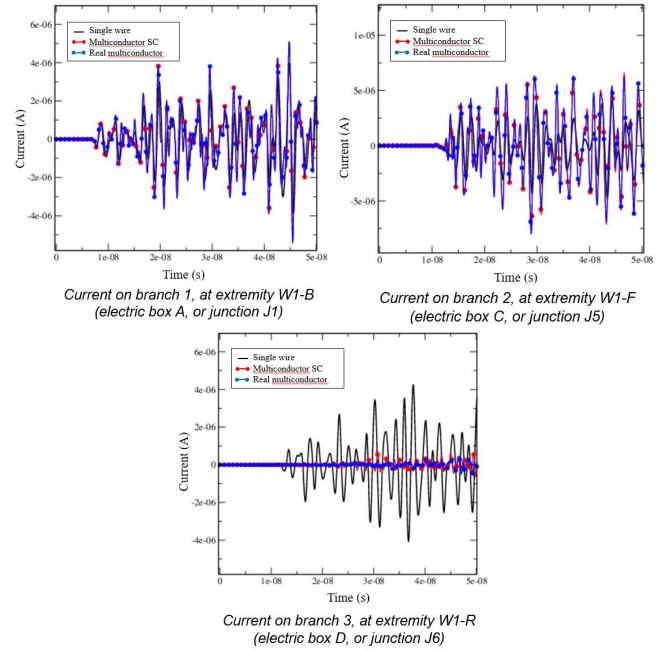 6e-06
4e-06
2e-06
0
-2e-06
-4e-06
Current (A)
Single wire
Multiconductor SC
Real multiconductor
0 1e-08 2e-08 3e-08 4e-08 5e-08
Time (s)
Current on branch 1, at extremity W1-B
(electric box A, or junction J1)
1e-05
5e-06
0
-5e-06
Current (A)
Single wire
Multiconductor SC
Real multiconductor
0 1e-08 2e-08 3e-08 4e-08 5e-08
Time (s)
Current on branch 2, at extremity W1-F
(electric box C, or junction J5)
6e-06
4e-06
2e-06
0
-2e-06
-4e-06
Current (A)
Single wire
Multiconductor SC
Real multiconductor
0 1e-08 2e-08 3e-08 4e-08 5e-08
Time (s)
Current on branch 3, at extremity W1-R
(electric box D, or junction J6)